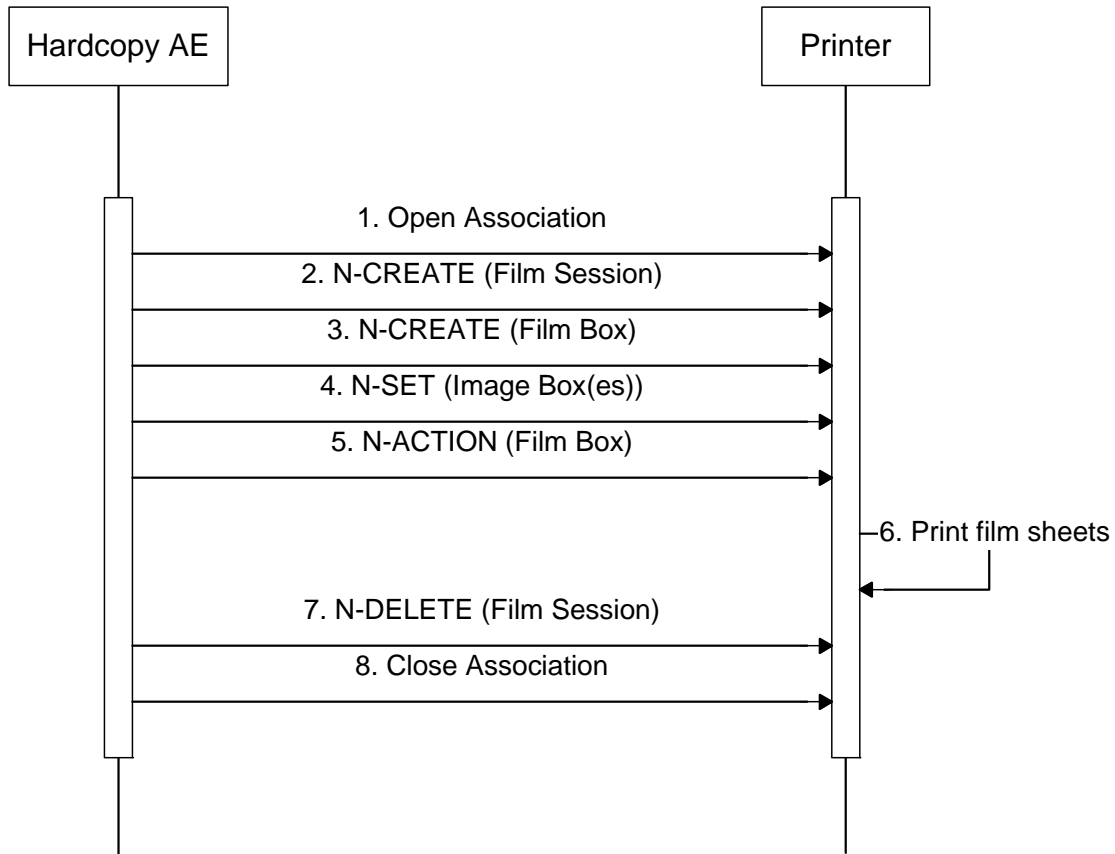 Hardcopy AE
Printer
1. Open Association
2. N-CREATE (Film Session)
3. N-CREATE (Film Box)
4. N-SET (Image Box(es))
5. N-ACTION (Film Box)
6. Print film sheets
7. N-DELETE (Film Session)
8. Close Association